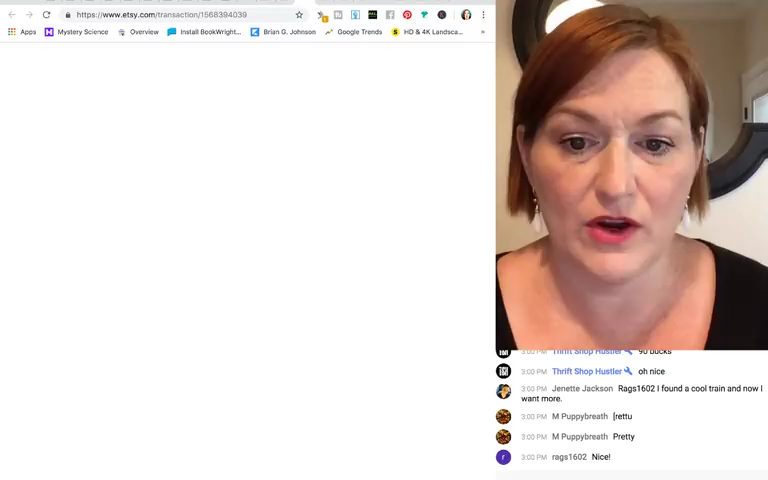 https://www.etsy.com/transaction/1568394039
Apps Mystery Science Overview Install BookWright... Brian G. Johnson Google Trends HD & 4K Landsca... »
3:00 PM Thrift Shop Hustler 90 bucks
3:00 PM Thrift Shop Hustler oh nice
3:00 PM Jenette Jackson Rags1602 I found a cool train and now I
want more.
3:00 PM M Puppybreath [rettu
3:00 PM M Puppybreath Pretty
3:00 PM rags1602 Nice!